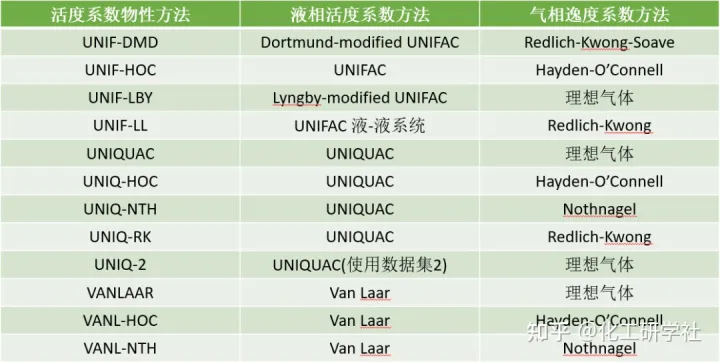 活度系数物性方法 液相活度系数方法 气相逸度系数方法
UNIF-DMD Dortmund-modified UNIFAC Redlich-Kwong-Soave
UNIF-HOC UNIFAC Hayden-O’Connell
UNIF-LBY Lyngby-modified UNIFAC 理想气体
UNIF-LL UNIFAC 液-液系统 Redlich-Kwong
UNIQUAC UNIQUAC 理想气体
UNIQ-HOC UNIQUAC Hayden-O’Connell
UNIQ-NTH UNIQUAC Nothnagel
UNIQ-RK UNIQUAC Redlich-Kwong
UNIQ-2 UNIQUAC(使用数据集2) 理想气体
VANLAAR Van Laar 理想气体
VANL-HOC Van Laar Hayden-O’Connell
VANL-NTH Van Laar Nothnagel
知乎 @化工研学社